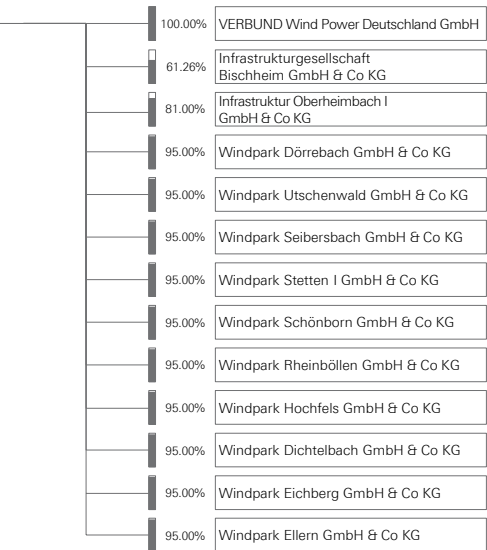 100.00% VERBUND Wind Power Deutschland GmbH
61.26% Infrastrukturgesellschaft
Bischheim GmbH & Co KG
81.00% Infrastruktur Oberheimbach I
GmbH & Co KG
95.00% Windpark Dörrebach GmbH & Co KG
95.00% Windpark Utschenwald GmbH & Co KG
95.00% Windpark Seibersbach GmbH & Co KG
95.00% Windpark Stetten I GmbH & Co KG
95.00% Windpark Schönborn GmbH & Co KG
95.00% Windpark Rheinböllen GmbH & Co KG
95.00% Windpark Hochfels GmbH & Co KG
95.00% Windpark Dichtelbach GmbH & Co KG
95.00% Windpark Eichberg GmbH & Co KG
95.00% Windpark Ellern GmbH & Co KG